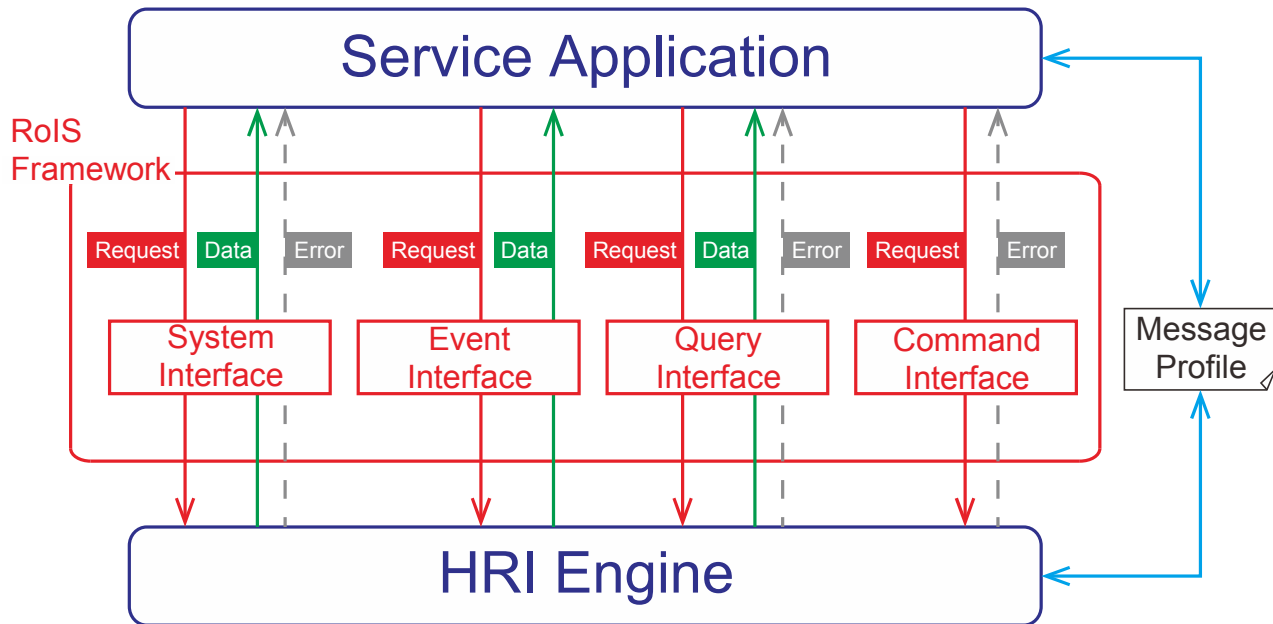 Service Application
RoIS
Framework
Request
Data
Error
Request
Data
Request
Data
Error
Request
Error
System
Interface
Event
Interface
Query
Interface
Command
Interface
Message
Profile
HRI Engine